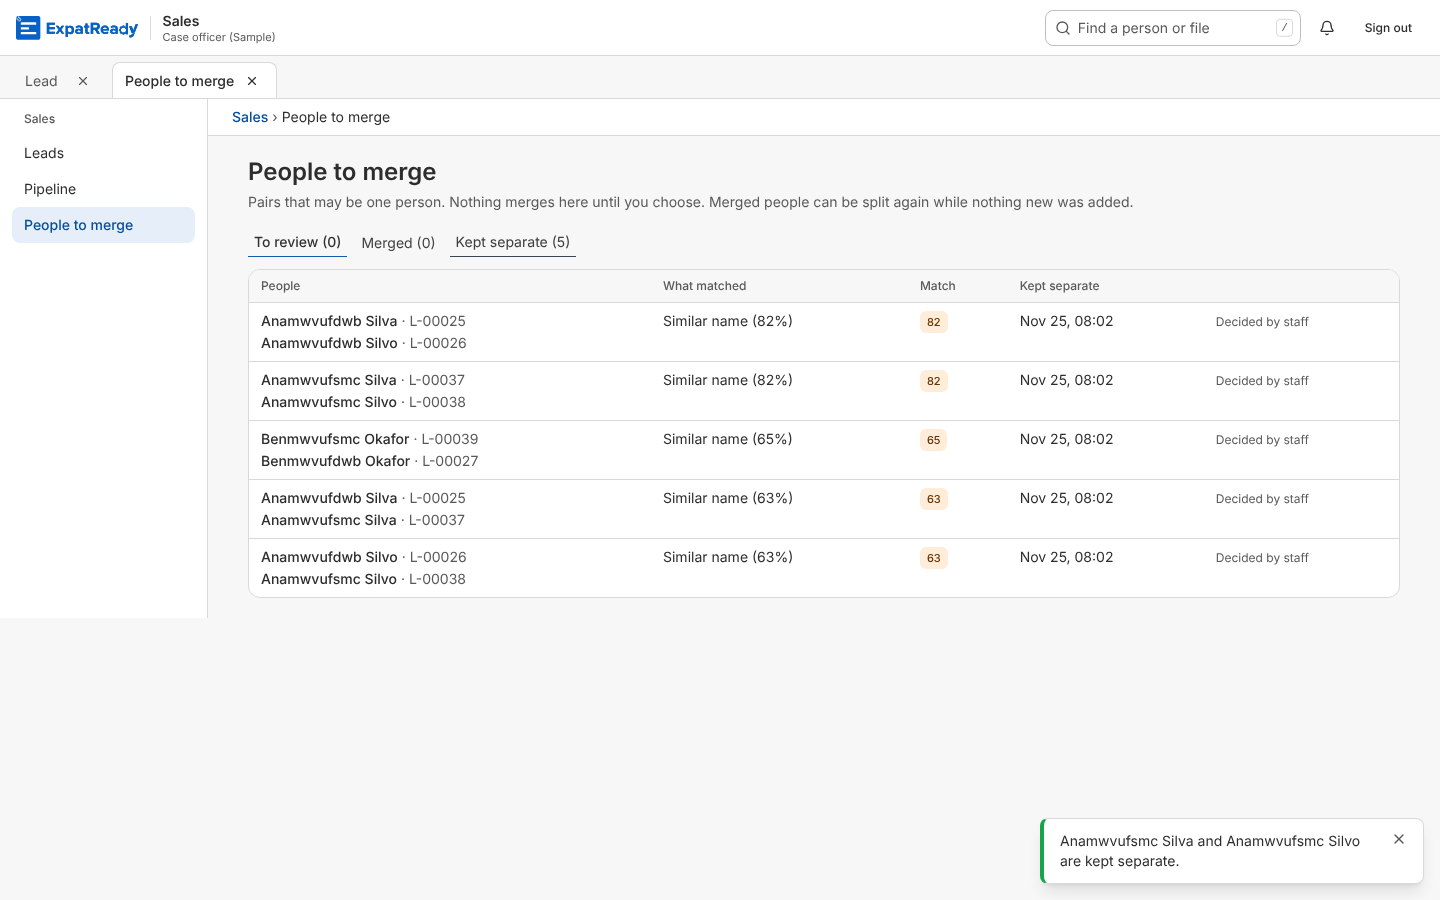 ExpatReady
Sales
Case officer (Sample)
Find a person or file
/
Sign out
Lead
People to merge
Sales
Leads
Pipeline
People to merge
Sales › People to merge
People to merge
Pairs that may be one person. Nothing merges here until you choose. Merged people can be split again while nothing new was added.
To review (0) Merged (0) Kept separate (5)
People What matched Match Kept separate
Anamwvufdwb Silva · L-00025 Similar name (82%) 82 Nov 25, 08:02 Decided by staff
Anamwvufdwb Silvo · L-00026
Anamwvufsmc Silva · L-00037 Similar name (82%) 82 Nov 25, 08:02 Decided by staff
Anamwvufsmc Silvo · L-00038
Benmwvufsmc Okafor · L-00039 Similar name (65%) 65 Nov 25, 08:02 Decided by staff
Benmwvufdwb Okafor · L-00027
Anamwvufdwb Silva · L-00025 Similar name (63%) 63 Nov 25, 08:02 Decided by staff
Anamwvufsmc Silva · L-00037
Anamwvufdwb Silvo · L-00026 Similar name (63%) 63 Nov 25, 08:02 Decided by staff
Anamwvufsmc Silvo · L-00038
Anamwvufsmc Silva and Anamwvufsmc Silvo
are kept separate.